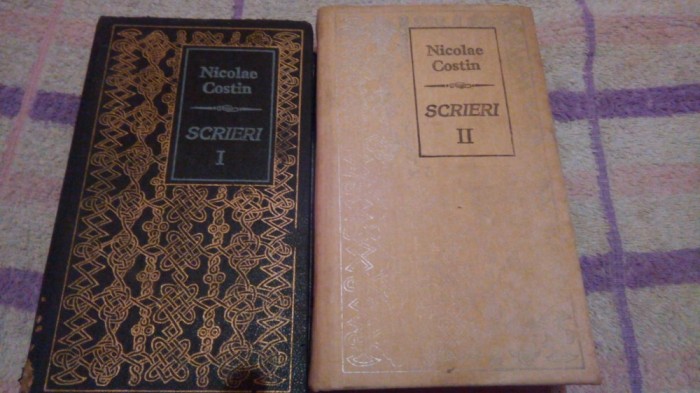 Nicolae
Costin
SCRIERI
I
Nicolae
Costin
SCRIERI
II